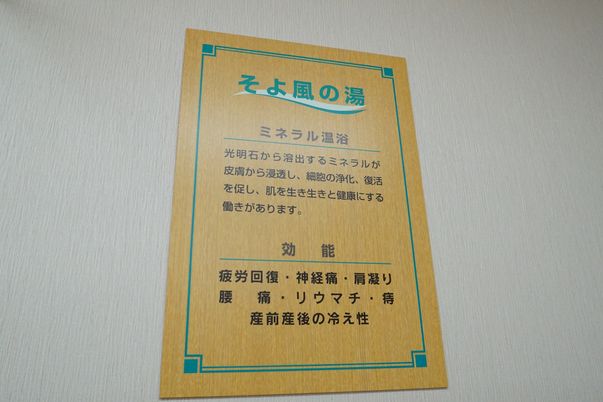 そよ風の湯
ミネラル温浴
光明石から溶出するミネラルが
皮膚から浸透し、細胞の浄化、復活
を促し、肌を生き生きと健康にする
働きがあります。
効　能
疲労回復・神経痛・肩凝り
腰　痛・リウマチ・痔
産前産後の冷え性